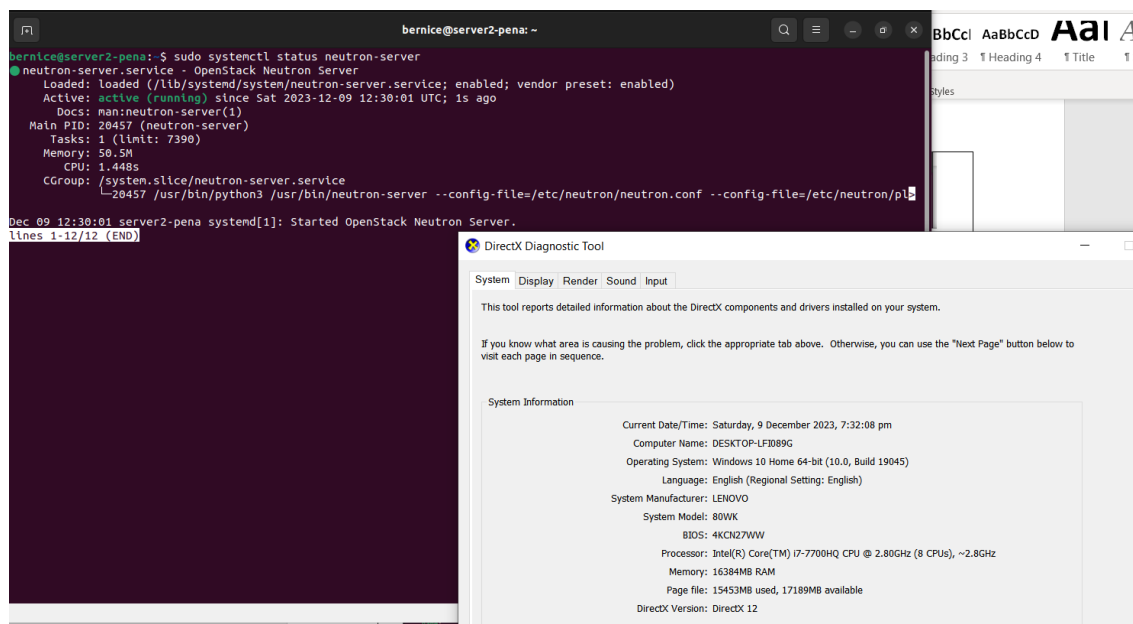 bernice@server2-pena: ~
bernice@server2-pena:~$ sudo systemctl status neutron-server
neutron-server.service - OpenStack Neutron Server
Loaded: loaded (/lib/systemd/system/neutron-server.service; enabled; vendor preset: enabled)
Active: active (running) since Sat 2023-12-09 12:30:01 UTC; 1s ago
Docs: man:neutron-server(1)
Main PID: 20457 (neutron-server)
Tasks: 1 (limit: 7390)
Memory: 50.5M
CPU: 1.448s
CGroup: /system.slice/neutron-server.service
└─20457 /usr/bin/python3 /usr/bin/neutron-server --config-file=/etc/neutron/neutron.conf --config-file=/etc/neutron/pl>
Dec 09 12:30:01 server2-pena systemd[1]: Started OpenStack Neutron Server.
lines 1-12/12 (END)
BbCcI AaBbCcD AaI
ading 3 ¶ Heading 4 ¶ Title ¶
Styles
DirectX Diagnostic Tool
System Display Render Sound Input
This tool reports detailed information about the DirectX components and drivers installed on your system.
If you know what area is causing the problem, click the appropriate tab above. Otherwise, you can use the "Next Page" button below to
visit each page in sequence.
System Information
Current Date/Time: Saturday, 9 December 2023, 7:32:08 pm
Computer Name: DESKTOP-LFI089G
Operating System: Windows 10 Home 64-bit (10.0, Build 19045)
Language: English (Regional Setting: English)
System Manufacturer: LENOVO
System Model: 80WK
BIOS: 4KCN27WW
Processor: Intel(R) Core(TM) i7-7700HQ CPU @ 2.80GHz (8 CPUs), ~2.8GHz
Memory: 16384MB RAM
Page file: 15453MB used, 17189MB available
DirectX Version: DirectX 12